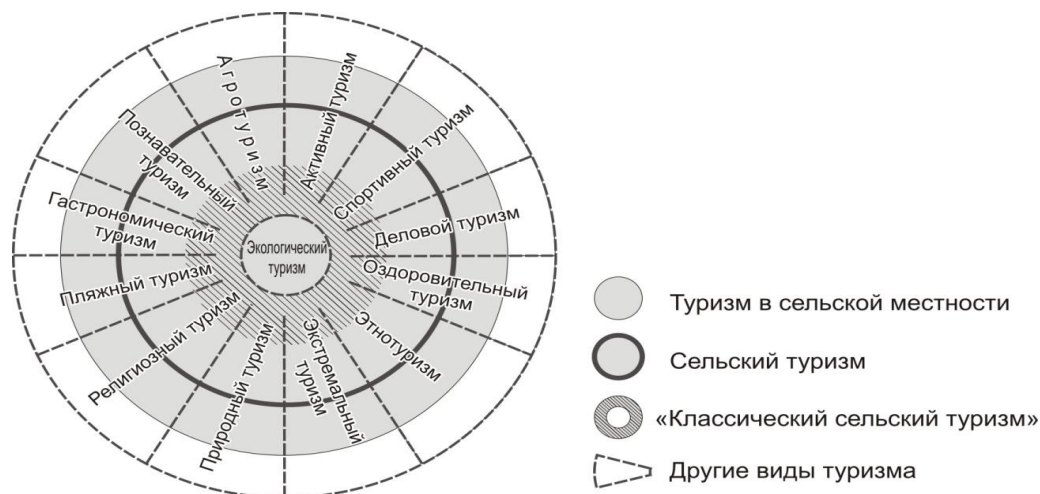 Агротуризм
Активный туризм
Спортивный туризм
Деловой туризм
Оздоровительный
туризм
Этнотуризм
Экстремальный
туризм
Природный туризм
Религиозный туризм
Пляжный туризм
Гастрономический
туризм
Познавательный
туризм
Экологический
туризм
Туризм в сельской местности
Сельский туризм
«Классический сельский туризм»
Другие виды туризма